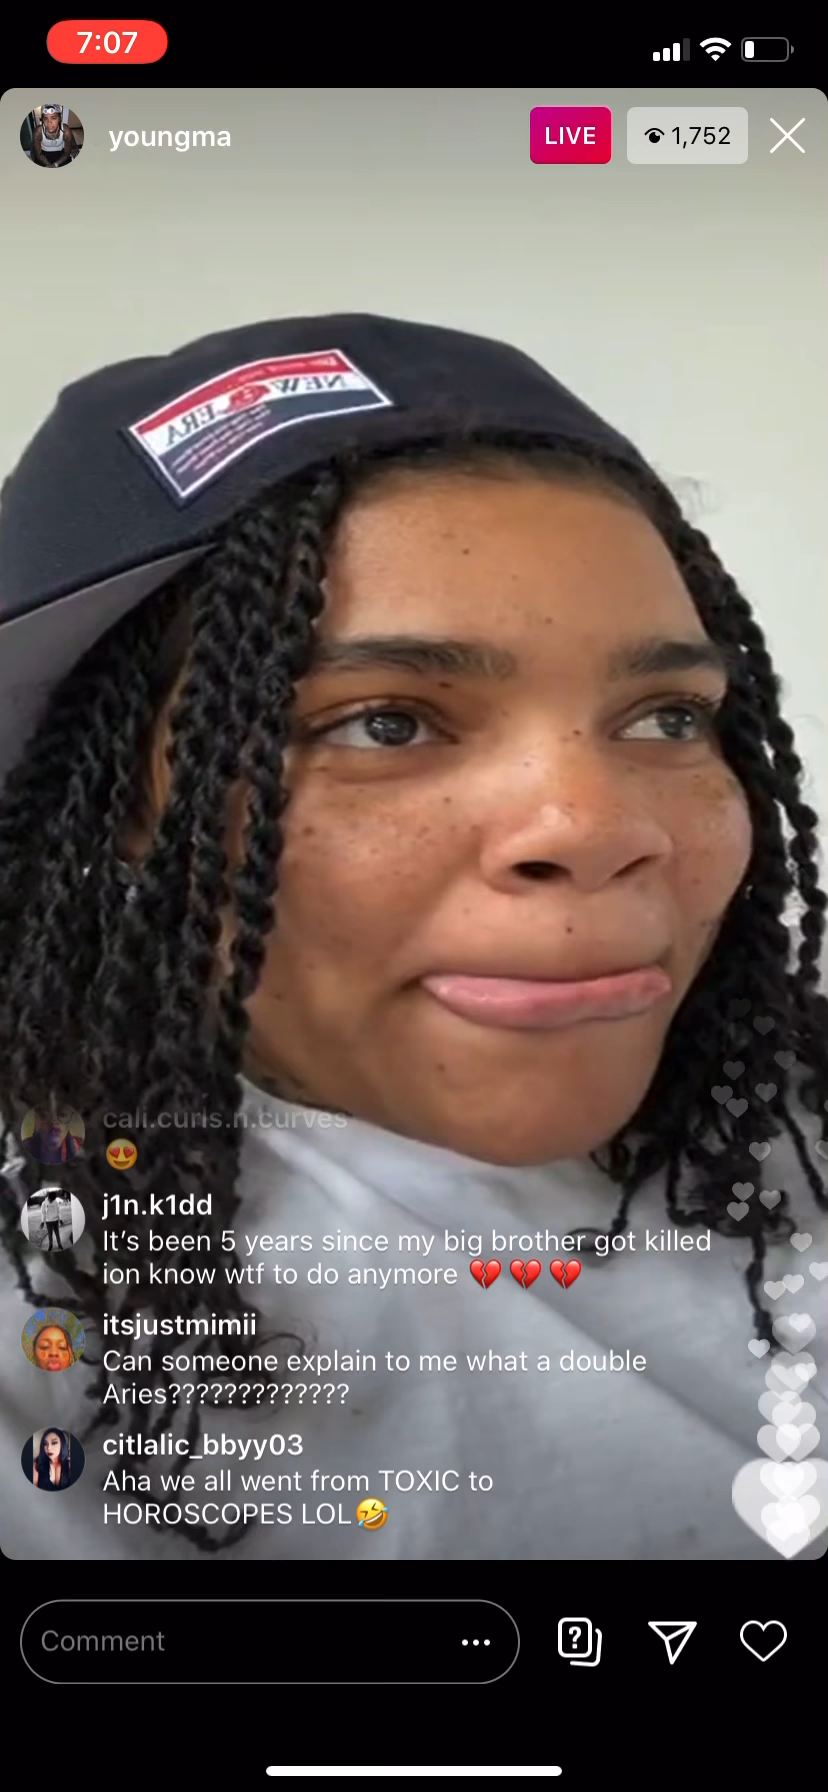 7:07
youngma
LIVE
1,752
NEW ERA
cali.curls.n.curves
😍
j1n.k1dd
It’s been 5 years since my big brother got killed
ion know wtf to do anymore 💔 💔 💔
itsjustmimii
Can someone explain to me what a double
Aries?????????????
citlalic_bbyy03
Aha we all went from TOXIC to
HOROSCOPES LOL🤣
Comment